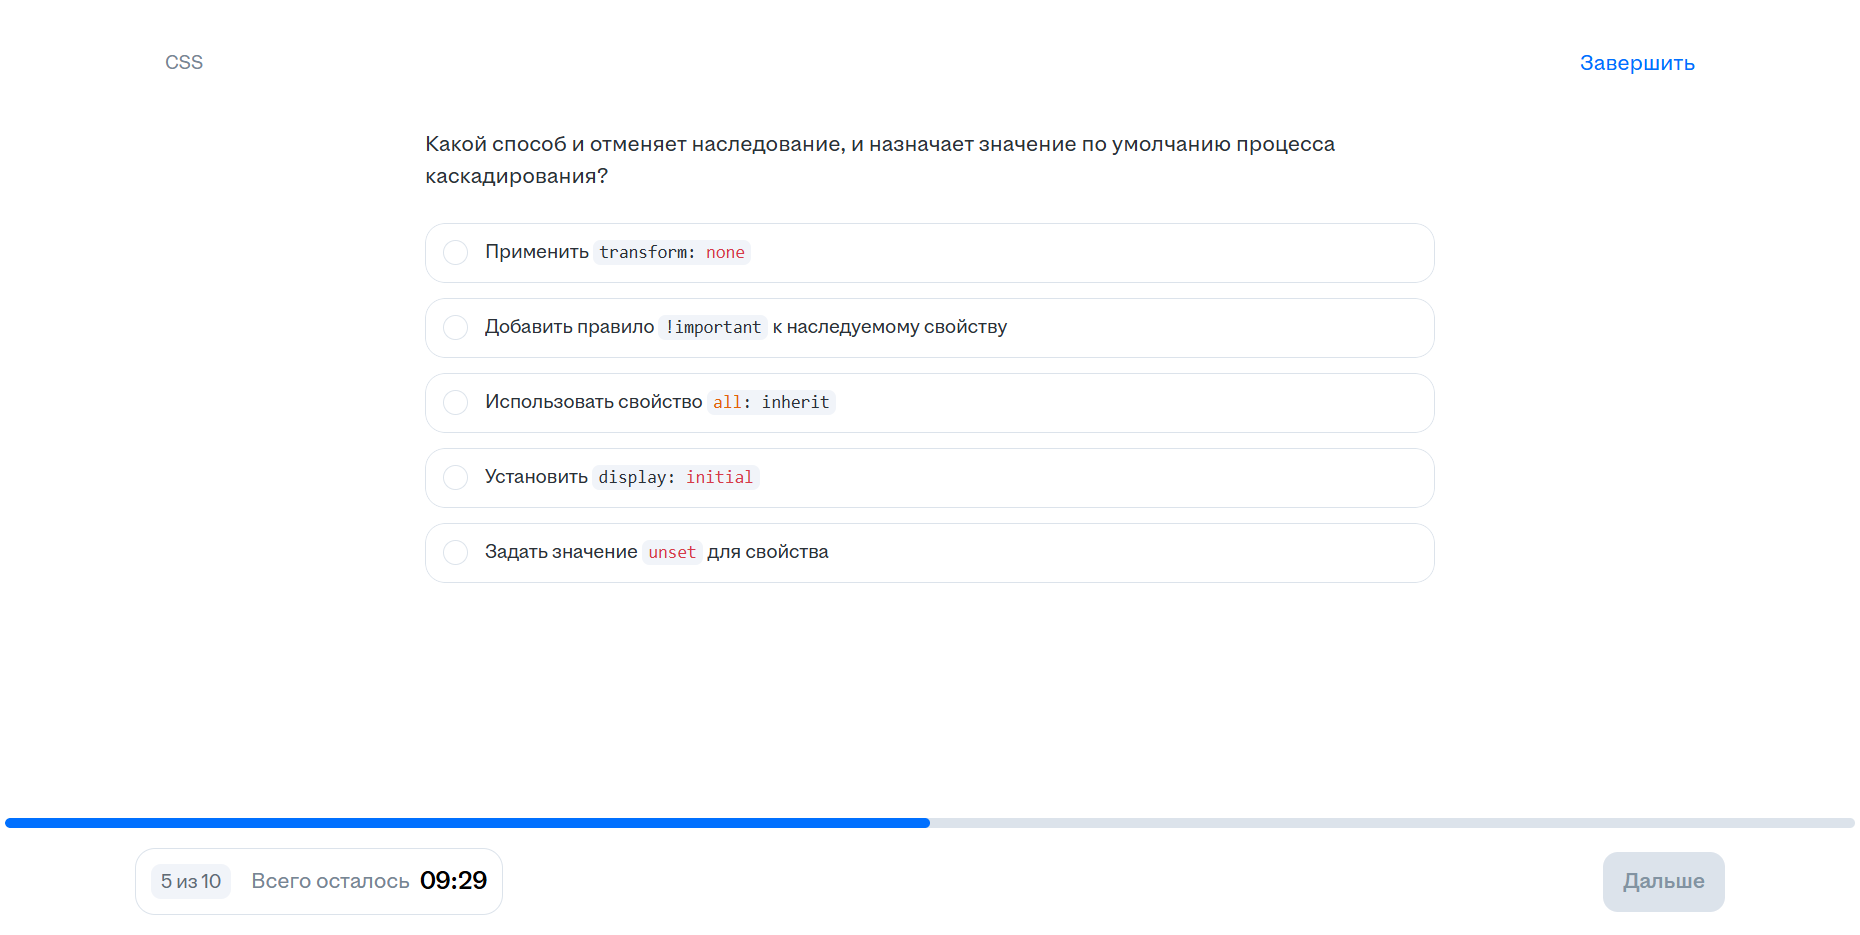 CSS
Завершить
Какой способ и отменяет наследование, и назначает значение по умолчанию процесса
каскадирования?
Применить transform: none
Добавить правило !important к наследуемому свойству
Использовать свойство all: inherit
Установить display: initial
Задать значение unset для свойства
5 из 10 Всего осталось 09:29
Дальше